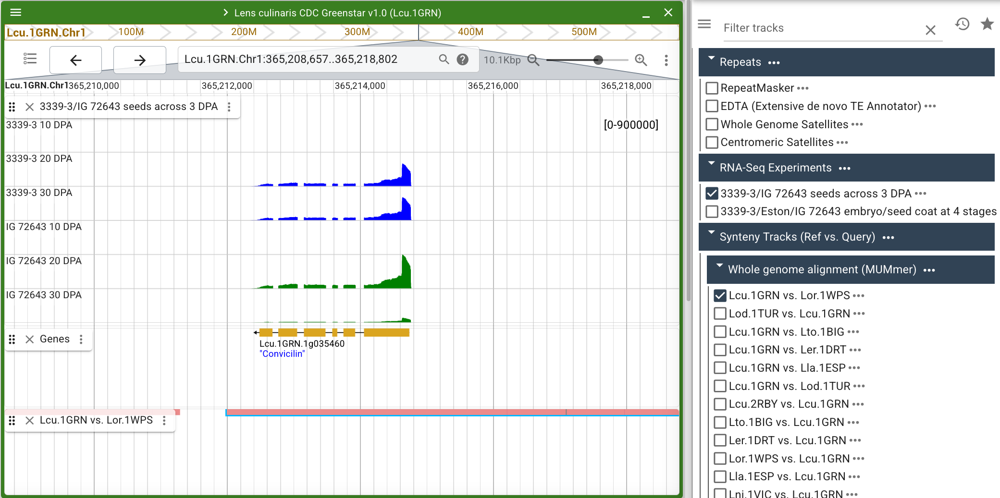 Lens culinaris CDC Greenstar v1.0 (Lcu.1GRN)
Lcu.1GRN.Chr1 100M 200M 300M 400M 500M
Lcu.1GRN.Chr1:365,208,657..365,218,802 10.1Kbp
Lcu.1GRN.Chr1 365,210,000 365,212,000 365,214,000 365,216,000 365,218,000
3339-3/IG 72643 seeds across 3 DPA
3339-3 10 DPA [0-900000]
3339-3 20 DPA
3339-3 30 DPA
IG 72643 10 DPA
IG 72643 20 DPA
IG 72643 30 DPA
Genes
Lcu.1GRN.1g035460
"Convicilin"
Lcu.1GRN vs. Lor.1WPS
Filter tracks
Repeats
RepeatMasker
EDTA (Extensive de novo TE Annotator)
Whole Genome Satellites
Centromeric Satellites
RNA-Seq Experiments
3339-3/IG 72643 seeds across 3 DPA
3339-3/Eston/IG 72643 embryo/seed coat at 4 stages
Synteny Tracks (Ref vs. Query)
Whole genome alignment (MUMmer)
Lcu.1GRN vs. Lor.1WPS
Lod.1TUR vs. Lcu.1GRN
Lcu.1GRN vs. Lto.1BIG
Lcu.1GRN vs. Ler.1DRT
Lcu.1GRN vs. Lla.1ESP
Lcu.1GRN vs. Lod.1TUR
Lcu.2RBY vs. Lcu.1GRN
Lto.1BIG vs. Lcu.1GRN
Ler.1DRT vs. Lcu.1GRN
Lor.1WPS vs. Lcu.1GRN
Lla.1ESP vs. Lcu.1GRN
Lni.1VIC vs. Lcu.1GRN